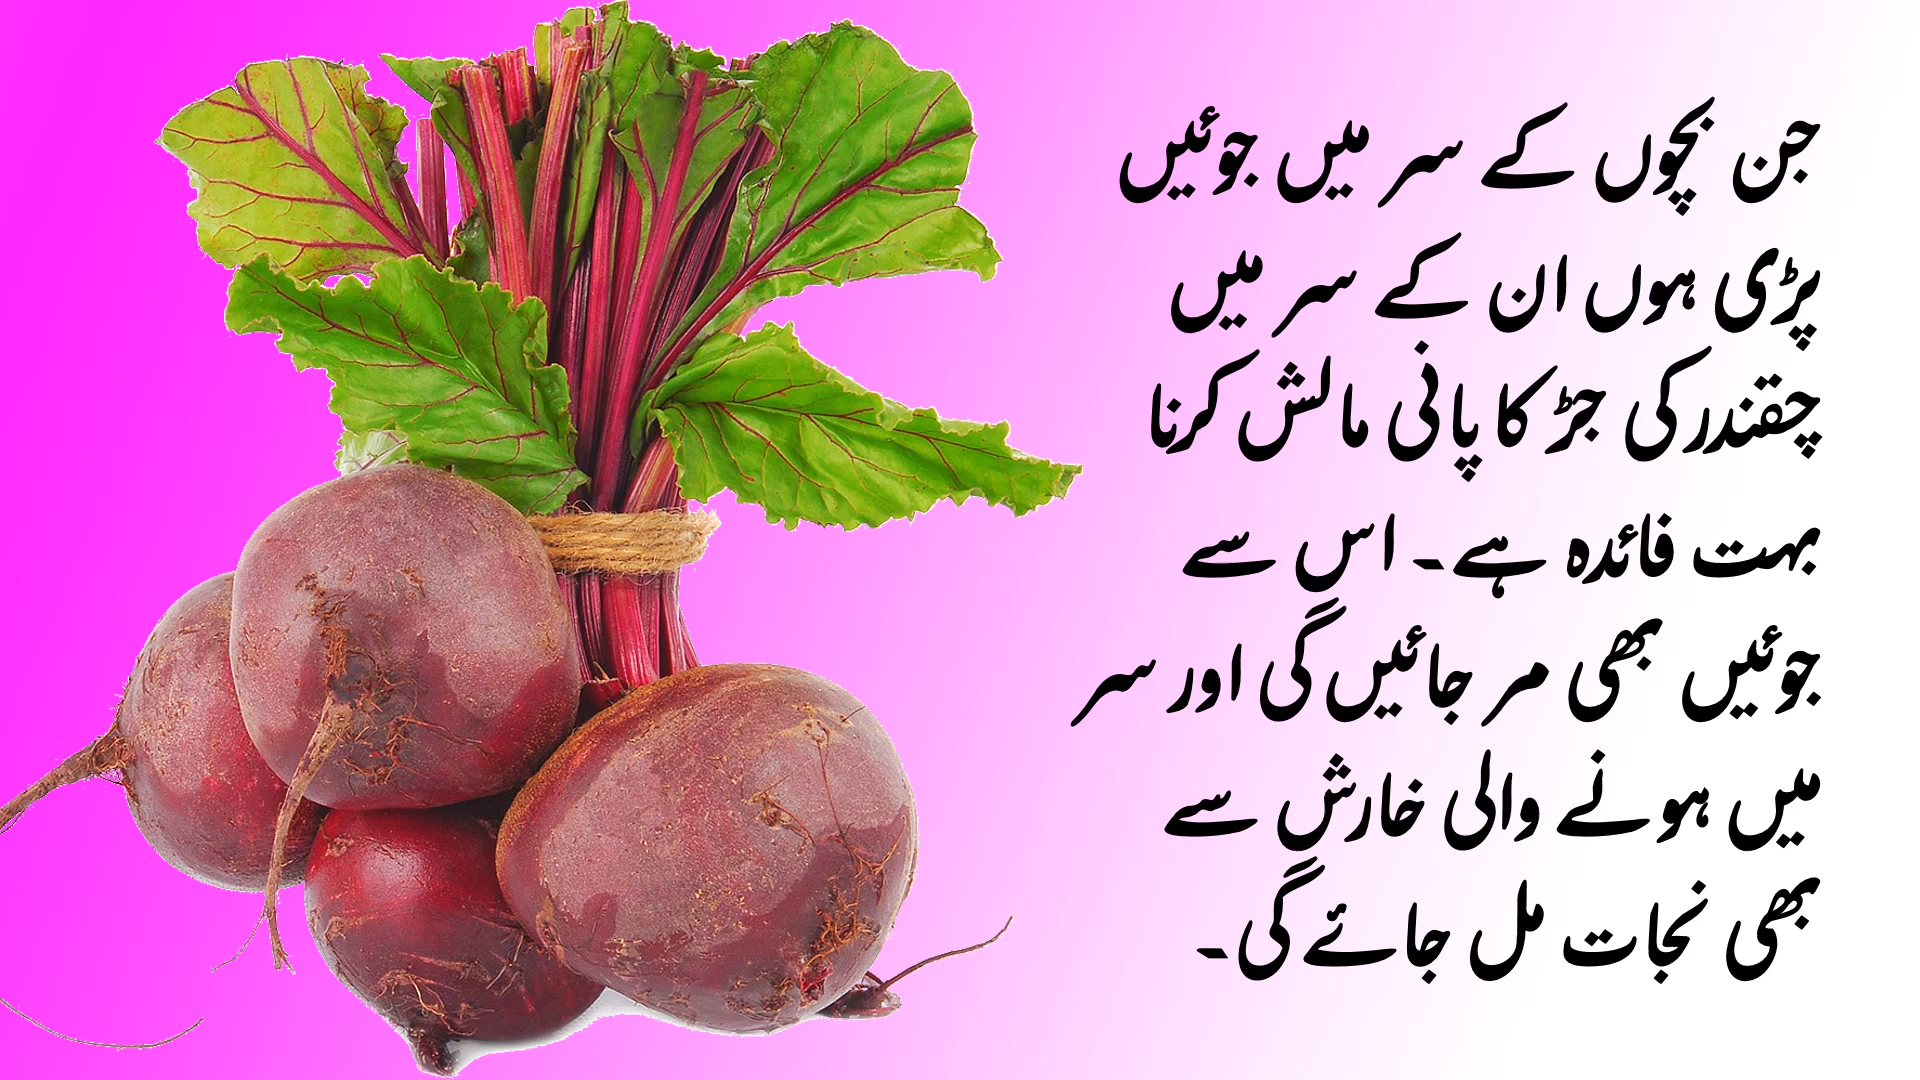 جن بچوں کے سر میں جوئیں
پڑی ہوں ان کے سر میں
چقندر کی جڑ کا پانی مالش کرنا
بہت فائدہ ہے۔ اس سے
جوئیں بھی مر جائیں گی اور سر
میں ہونے والی خارش سے
بھی نجات مل جائے گی۔